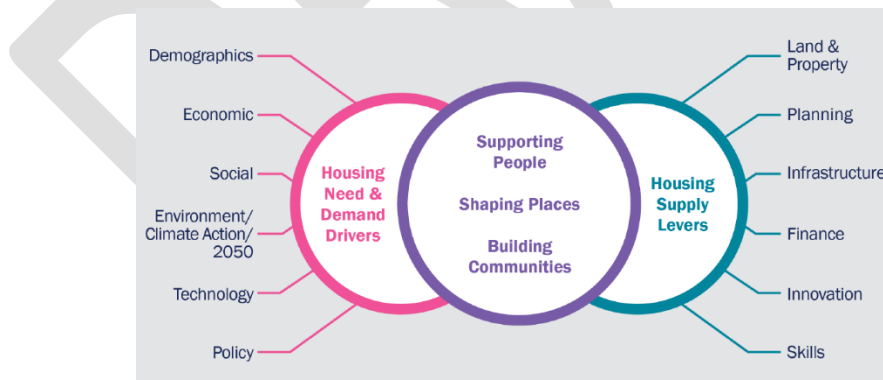 Demographics
Economic
Social
Environment/
Climate Action/
2050
Technology
Policy
Housing
Need &
Demand
Drivers
Supporting
People
Shaping Places
Building
Communities
Housing
Supply
Levers
Land &
Property
Planning
Infrastructure
Finance
Innovation
Skills